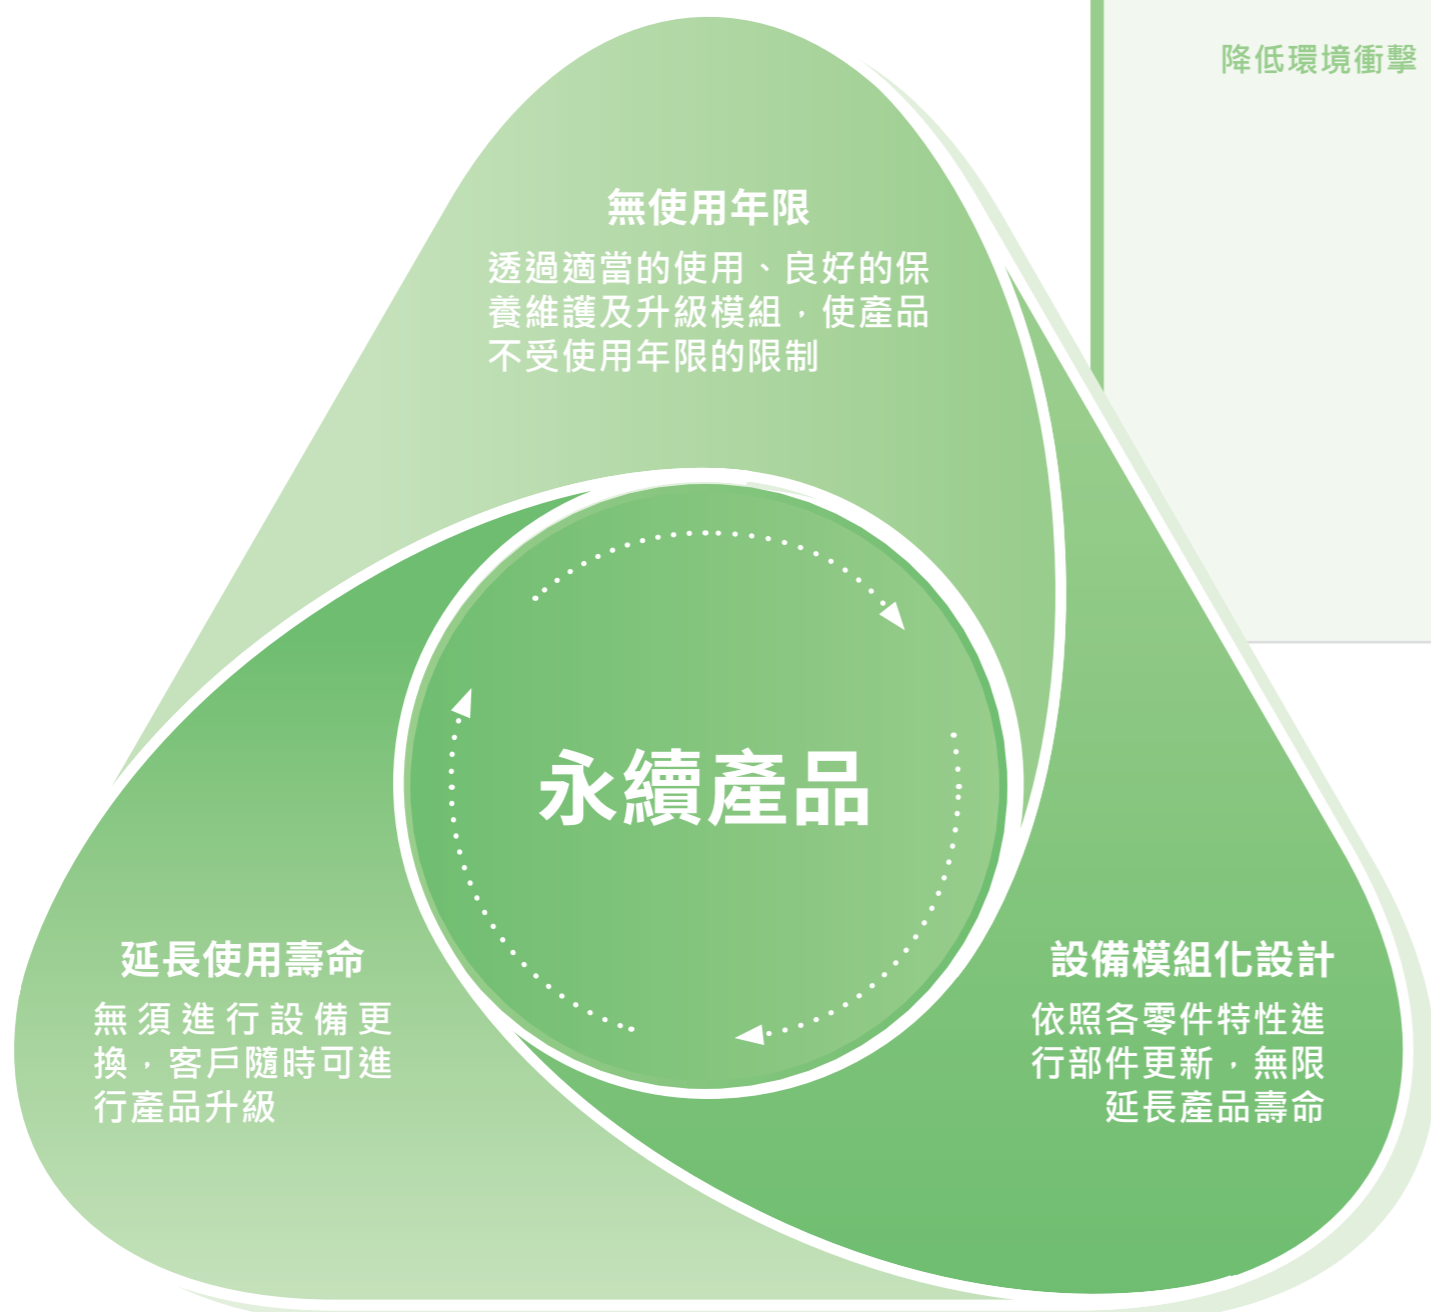 降低環境衝擊
無使用年限
透過適當的使用、良好的保
養維護及升級模組，使產品
不受使用年限的限制
永續產品
延長使用壽命
無須進行設備更
換，客戶隨時可進
行產品升級
設備模組化設計
依照各零件特性進
行部件更新，無限
延長產品壽命